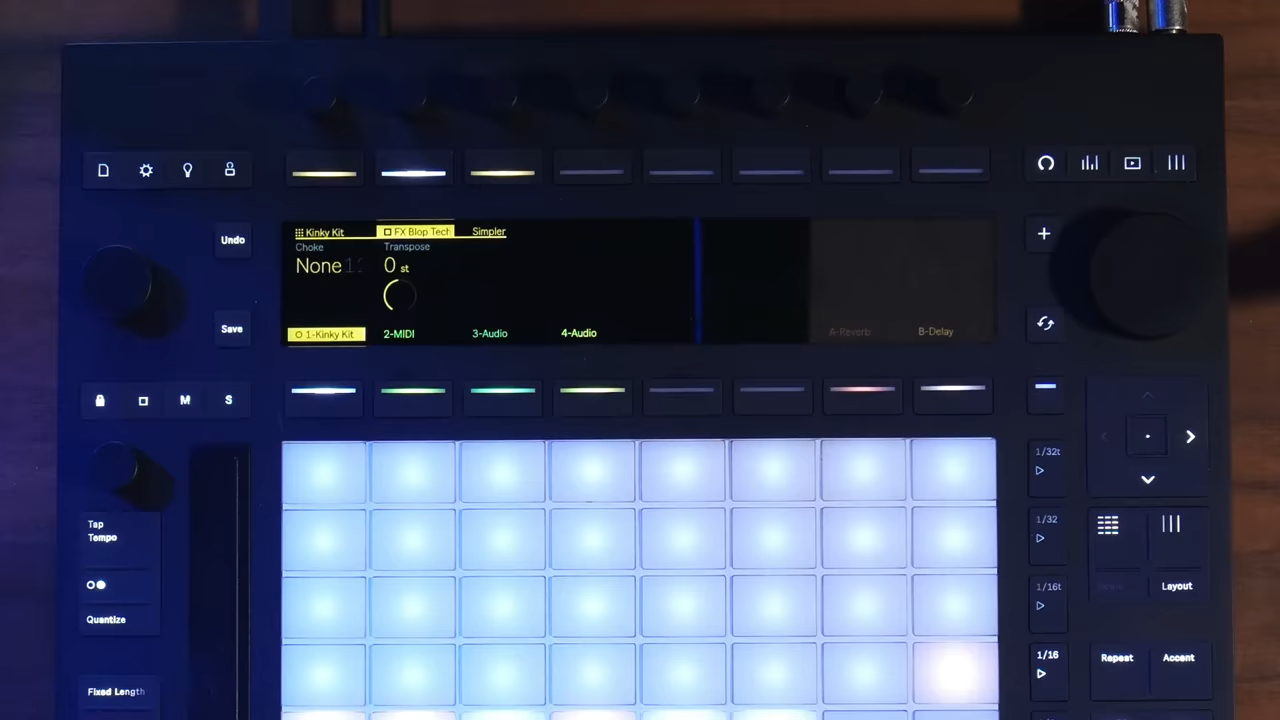 Undo
Save
Kinky Kit
FX Blop Tech
Simpler
Choke
Transpose
None
0 st
1-Kinky Kit
2-MIDI
3-Audio
4-Audio
A-Reverb
B-Delay
M
S
Tap
Tempo
Quantize
Fixed Length
1/32t
1/32
1/16t
1/16
Layout
Repeat
Accent